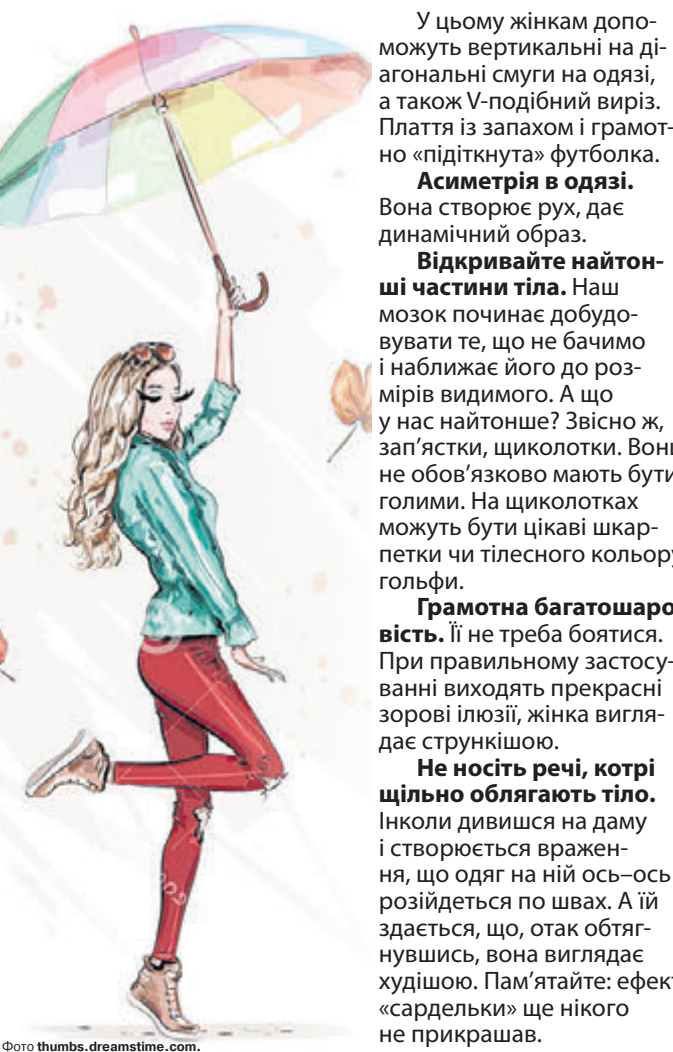 У цьому жінкам допо-
можуть вертикальні на ді-
агональні смуги на одязі,
а також V-подібний виріз.
Плаття із запахом і грамот-
но «підіткнута» футболка.
Асиметрія в одязі.
Вона створює рух, дає
динамічний образ.
Відкривайте найтон-
ші частини тіла. Наш
мозок починає добудо-
вувати те, що не бачимо
і наближає його до роз-
мірів видимого. А що
у нас найтонше? Звісно ж,
зап’ястки, щиколотки. Вони
не обов’язково мають бути
голими. На щиколотках
можуть бути цікаві шкар-
петки чи тілесного кольору
гольфи.
Грамотна багатошаро
вість. Її не треба боятися.
При правильному застосу-
ванні виходять прекрасні
зорові ілюзії, жінка вигля-
дає стрункішою.
Не носіть речі, котрі
щільно облягають тіло.
Інколи дивишся на даму
і створюється вражен-
ня, що одяг на ній ось–ось
розійдеться по швах. А їй
здається, що, отак обтяг-
нувшись, вона виглядає
худішою. Пам’ятайте: ефект
«сардельки» ще нікого
не прикрашав.
Фото thumbs.dreamstime.com.